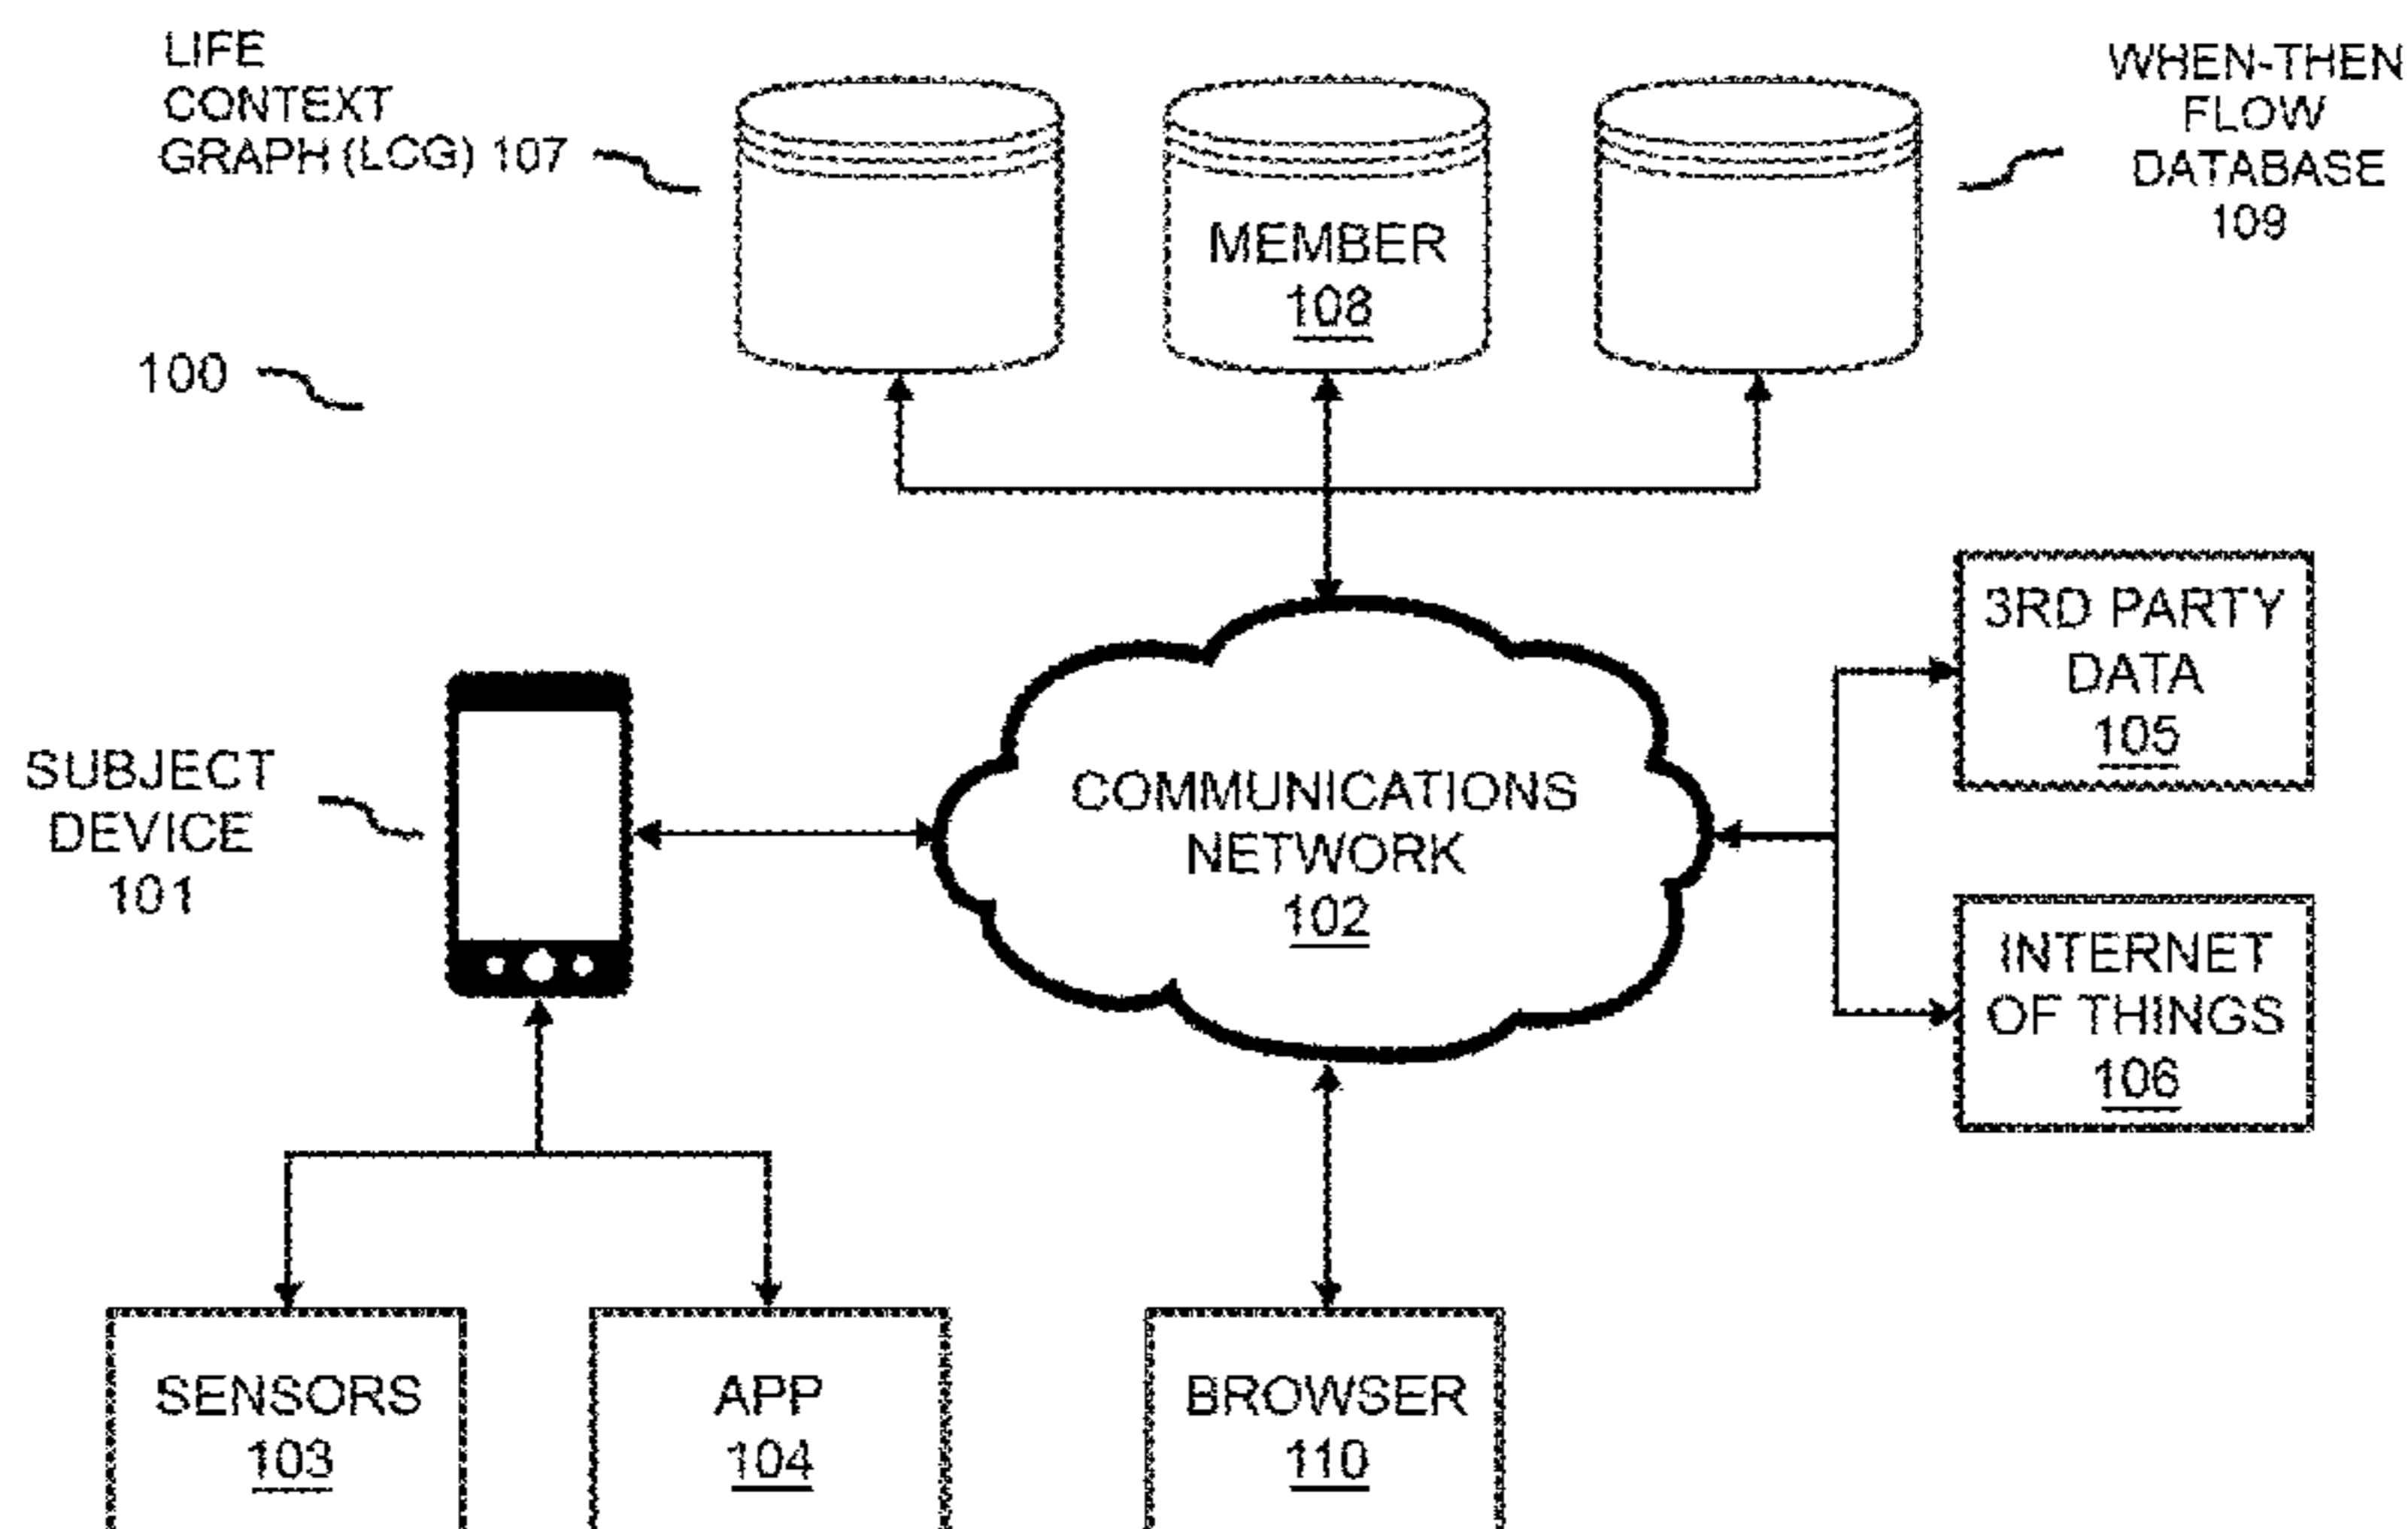 LIFE
CONTEXT
GRAPH (LCG) 107
WHEN-THEN
FLOW
DATABASE
109
MEMBER
108
100
3RD PARTY
DATA
105
SUBJECT
DEVICE
101
COMMUNICATIONS
NETWORK
102
INTERNET
OF THINGS
106
SENSORS
103
APP
104
BROWSER
110